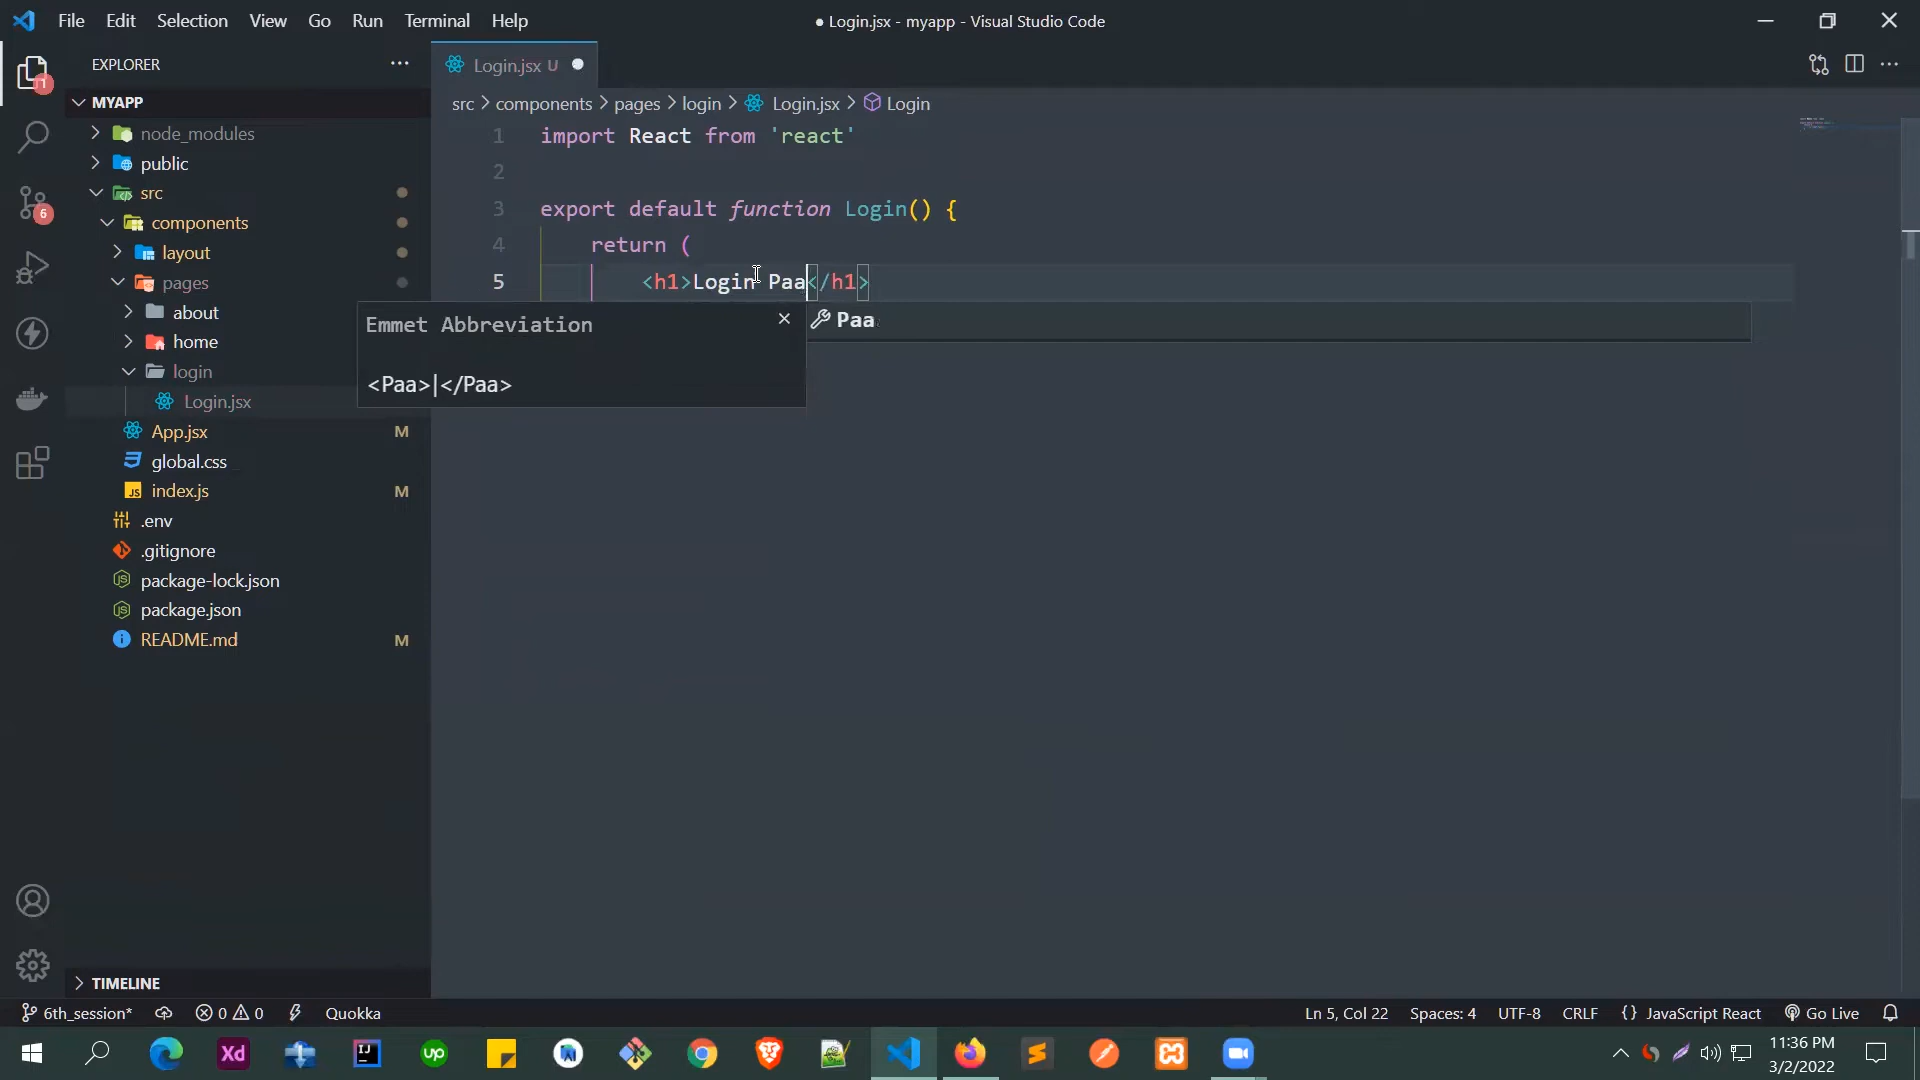 File Edit Selection View Go Run Terminal Help
● Login.jsx - myapp - Visual Studio Code
EXPLORER
Login.jsx U
MYAPP
src > components > pages > login > Login.jsx > Login
node_modules
public
src
components
layout
pages
about
home
login
Login.jsx
App.jsx M
global.css
index.js M
.env
.gitignore
package-lock.json
package.json
README.md M
TIMELINE
1
6
1 import React from 'react'
2
3 export default function Login() {
4 return (
5 <h1>Login Paa</h1>
Emmet Abbreviation
<Paa>|</Paa>
Paa
6th_session* 0 0 Quokka
Ln 5, Col 22 Spaces: 4 UTF-8 CRLF {} JavaScript React Go Live
Xd
IJ
up
11:36 PM
3/2/2022